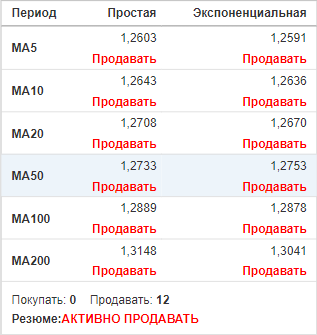 Период Простая Экспоненциальная
MA5 1,2603 1,2591
Продавать Продавать
MA10 1,2643 1,2636
Продавать Продавать
MA20 1,2708 1,2670
Продавать Продавать
MA50 1,2733 1,2753
Продавать Продавать
MA100 1,2889 1,2878
Продавать Продавать
MA200 1,3148 1,3041
Продавать Продавать
Покупать: 0 Продавать: 12
Резюме:АКТИВНО ПРОДАВАТЬ